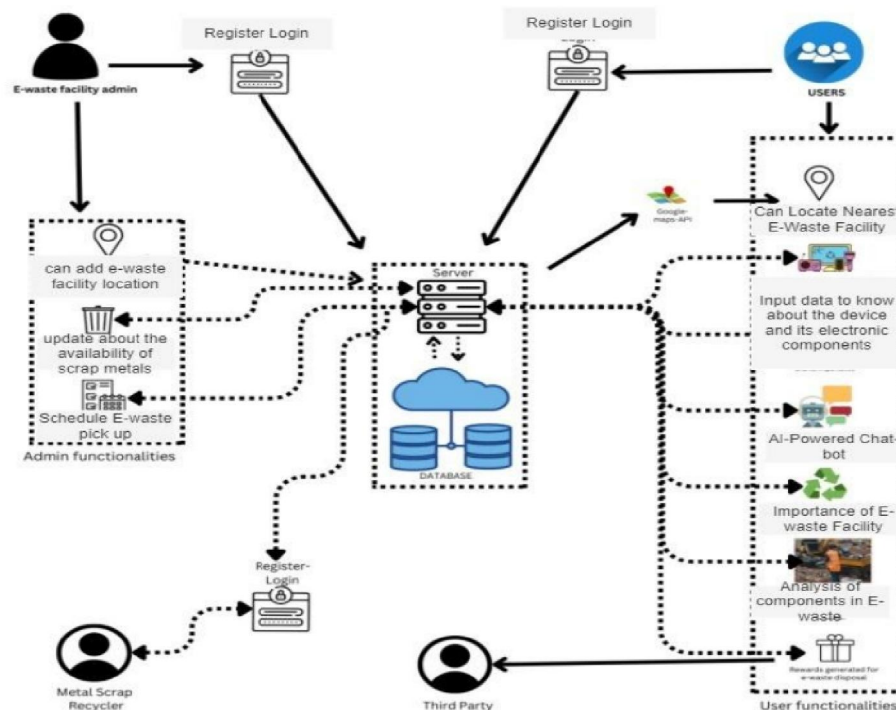 Register Login
Register Login
E-waste facility admin
USERS
Google-
maps-API
Can Locate Nearest
E-Waste Facility
can add e-waste
facility location
Server
Input data to know
about the device
and its electronic
components
update about the
availability of
scrap metals
Schedule E-waste
pick up
Admin functionalities
DATABASE
AI-Powered Chat-
bot
Importance of E-
waste Facility
Register-
Login
Analysis of
components in E-
waste
Rewards generated for
e-waste disposal
Metal Scrap
Recycler
Third Party
User functionalities